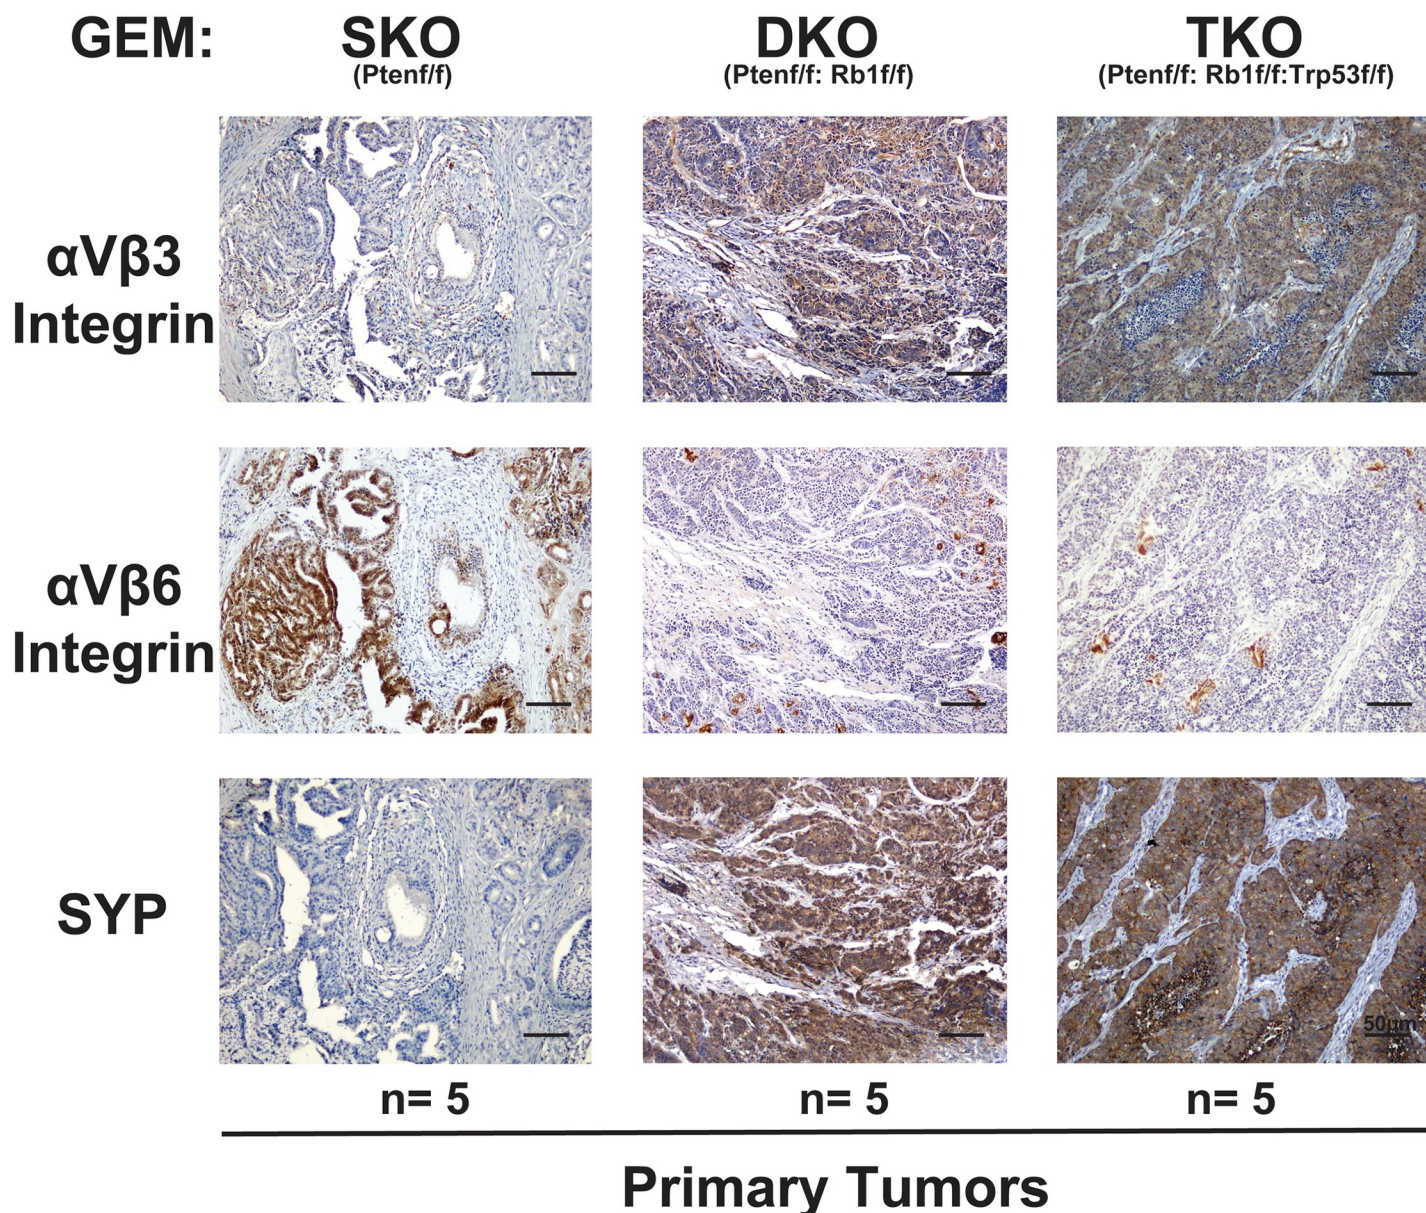 GEM: SKO DKO TKO
(Ptenf/f) (Ptenf/f: Rb1f/f) (Ptenf/f: Rb1f/f:Trp53f/f)
αVβ3
Integrin
αVβ6
Integrin
SYP
50µm
n= 5 n= 5 n= 5
Primary Tumors